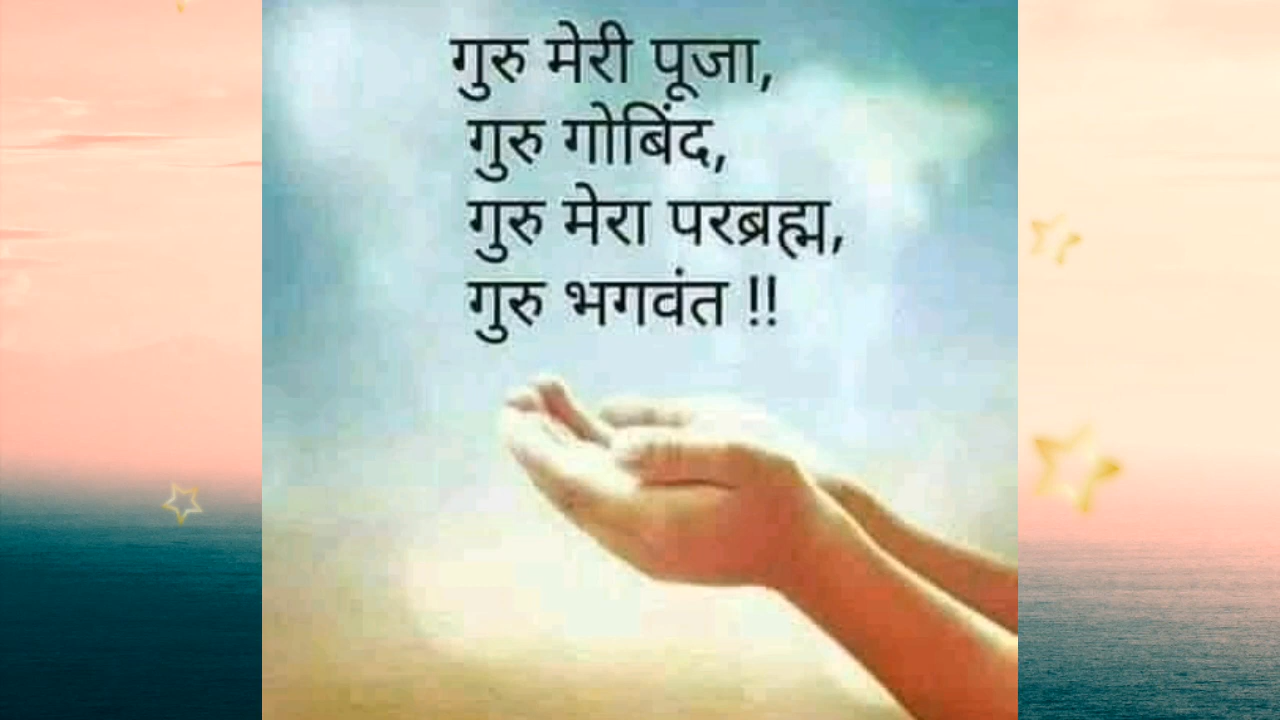 गुरु मेरी पूजा,
गुरु गोबिंद,
गुरु मेरा परब्रह्म,
गुरु भगवंत !!